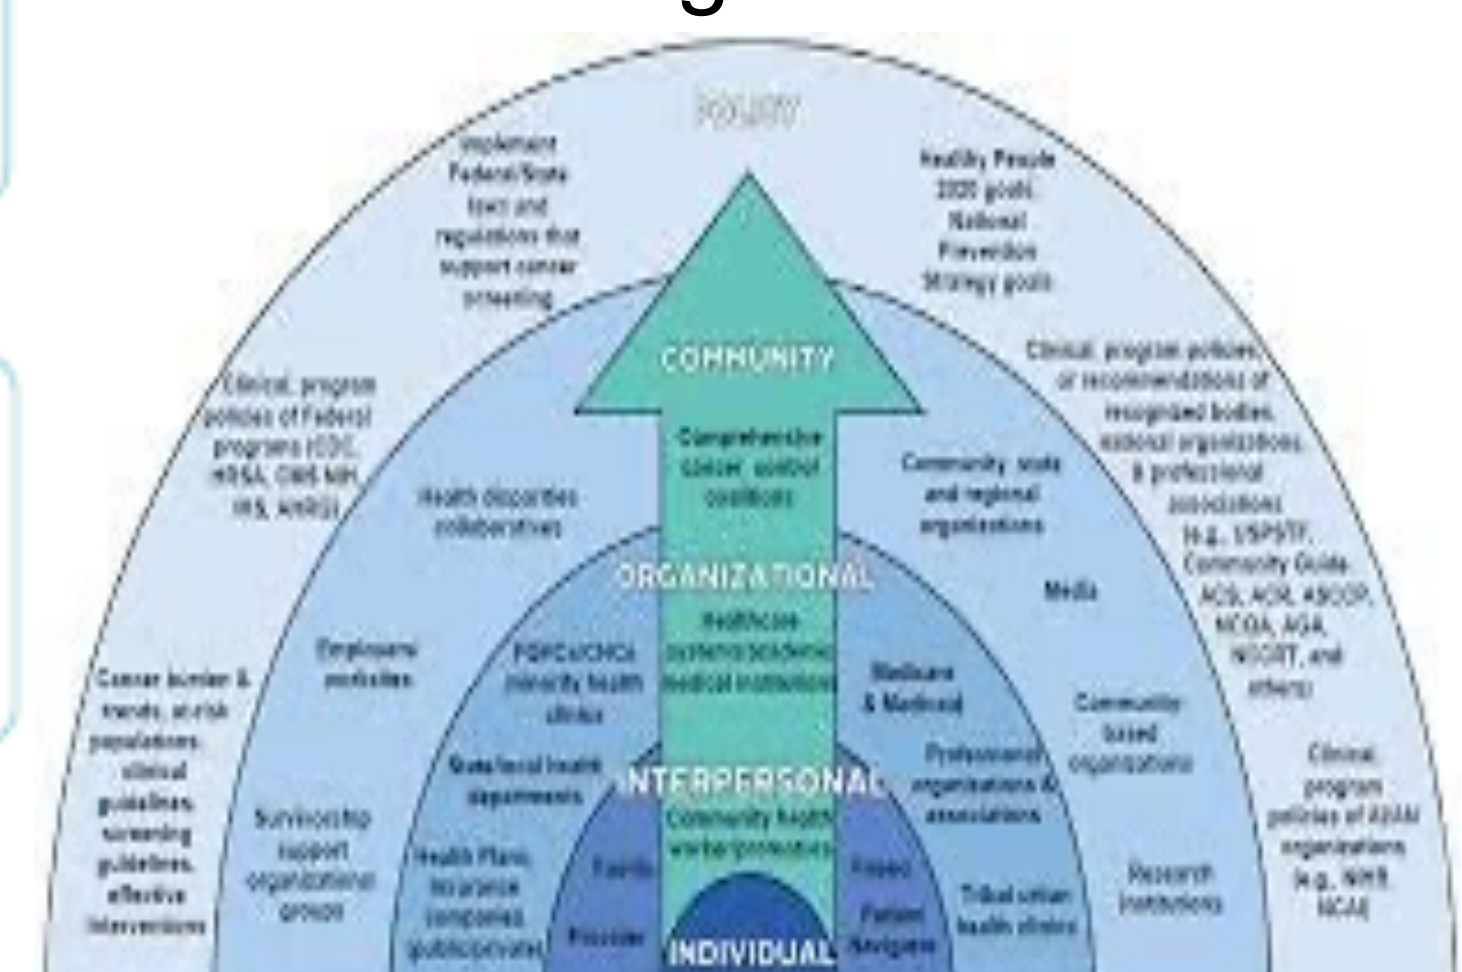 POLICY
Implement
Federal/State
laws and
regulations that
support cancer
screening
Healthy People
2020 goals,
National
Prevention
Strategy goals
Clinical, program
policies of Federal
programs (CDC,
HRSA, CMS NIH,
IHS, AHRQ)
Clinical, program policies,
or recommendations of
recognized bodies,
national organizations,
& professional
associations
(e.g., USPSTF,
Community Guide,
ACS, ACR, ASCCP,
NCQA, AGA,
NCCRT, and
others)
Cancer burden &
trends, at-risk
populations,
clinical
guidelines,
screening
guidelines,
effective
interventions
Clinical,
program
policies of AI/AN
organizations
(e.g., NIHB,
NCAI)
COMMUNITY
Comprehensive
cancer control
coalitions
Health disparities
collaboratives
Community, state
and regional
organizations
Media
Employers/
worksites
Community
based
organizations
Survivorship
support
organizational
groups
Research
institutions
ORGANIZATIONAL
Healthcare
systems/academic
medical institutions
FQHCs/CHCs
minority health
clinics
Medicare
& Medicaid
State/local health
departments
Professional
organizations &
associations
Health Plans,
Insurance
companies
(public/private)
Tribal urban
health clinics
INTERPERSONAL
Community health
worker/promotora
Family
Provider
Patient
Navigator
INDIVIDUAL